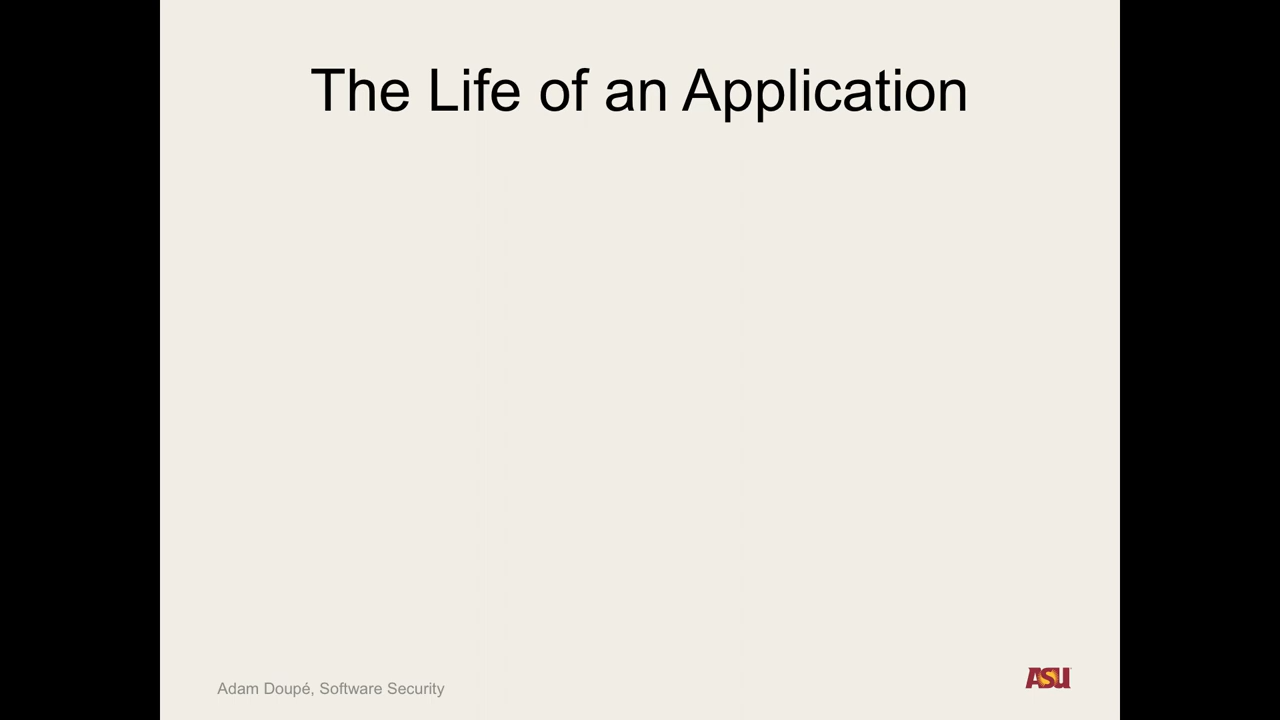 The Life of an Application
Adam Doupé, Software Security
ASU